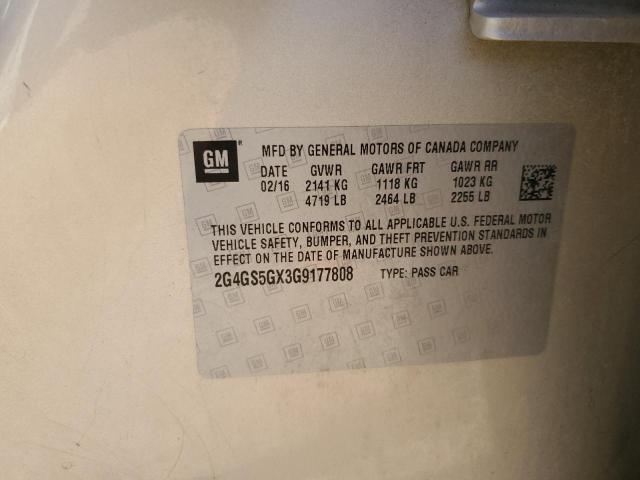 GM ® MFD BY GENERAL MOTORS OF CANADA COMPANY
DATE GVWR GAWR FRT GAWR RR
02/16 2141 KG 1118 KG 1023 KG
4719 LB 2464 LB 2255 LB
THIS VEHICLE CONFORMS TO ALL APPLICABLE U.S. FEDERAL MOTOR
VEHICLE SAFETY, BUMPER, AND THEFT PREVENTION STANDARDS IN
EFFECT ON THE DATE OF MANUFACTURE SHOWN ABOVE.
2G4GS5GX3G9177808 TYPE: PASS CAR